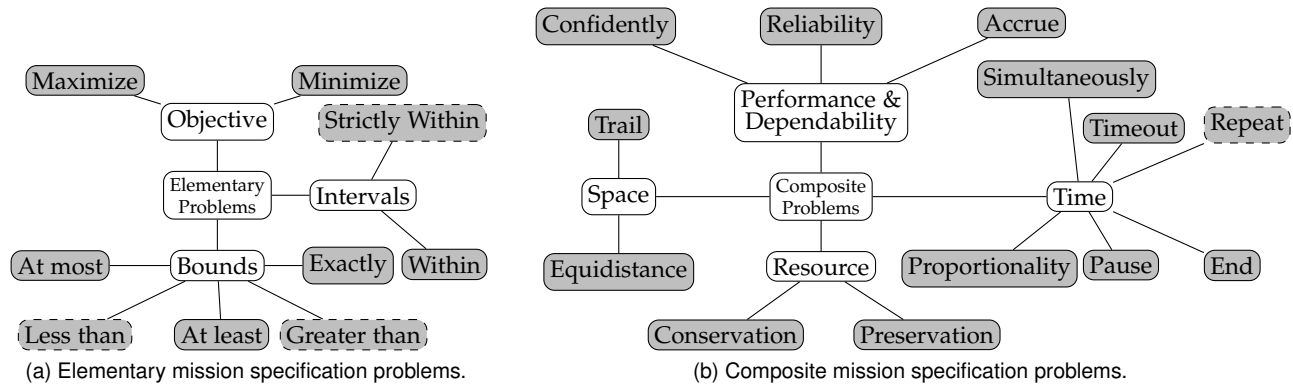 Maximize
Minimize
Objective
Strictly Within
Elementary
Problems
Intervals
At most
Bounds
Exactly
Within
Less than
At least
Greater than
(a) Elementary mission specification problems.
Confidently
Reliability
Accrue
Performance &
Dependability
Simultaneously
Trail
Timeout
Repeat
Space
Composite
Problems
Time
Equidistance
Resource
Proportionality
Pause
End
Conservation
Preservation
(b) Composite mission specification problems.